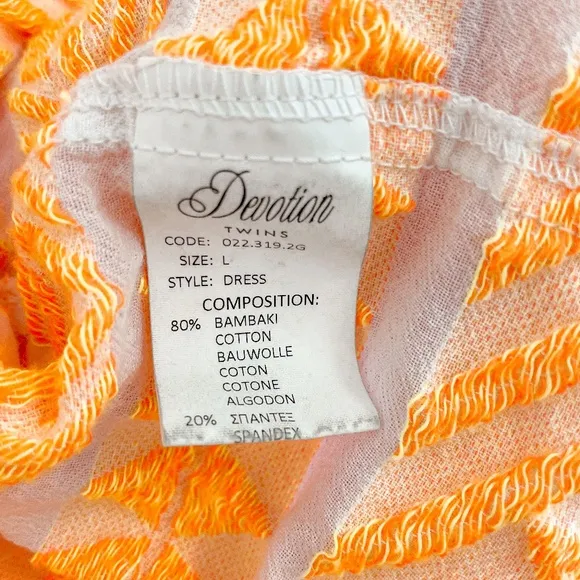 Devotion
TWINS
CODE: 022.319.2G
SIZE: L
STYLE: DRESS
COMPOSITION:
80% BAMBAKI
COTTON
BAUWOLLE
COTON
COTONE
ALGODON
20% ΣΠΑΝΤΕΞ
SPANDEX